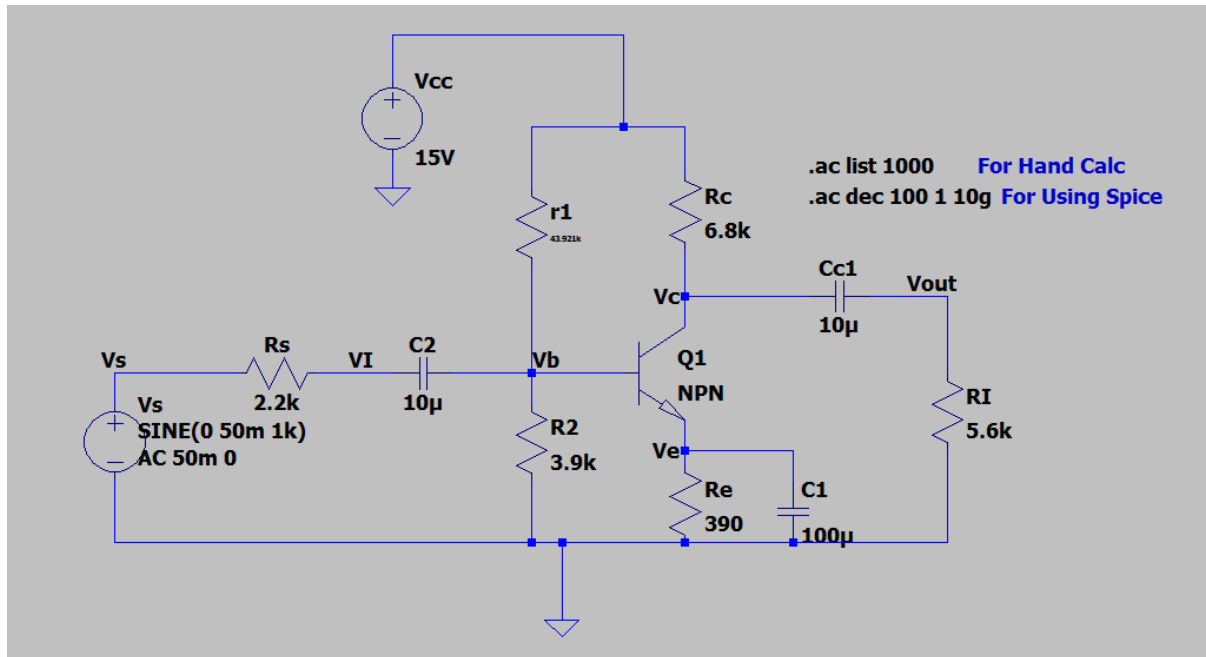 Vcc
15V
.ac list 1000 For Hand Calc
.ac dec 100 1 10g For Using Spice
r1
43.921k
Rc
6.8k
Cc1
10µ
Vout
Vc
Vs
Rs
2.2k
VI
C2
10µ
Vb
Q1
NPN
RI
5.6k
Vs
SINE(0 50m 1k)
AC 50m 0
R2
3.9k
Ve
Re
390
C1
100µ